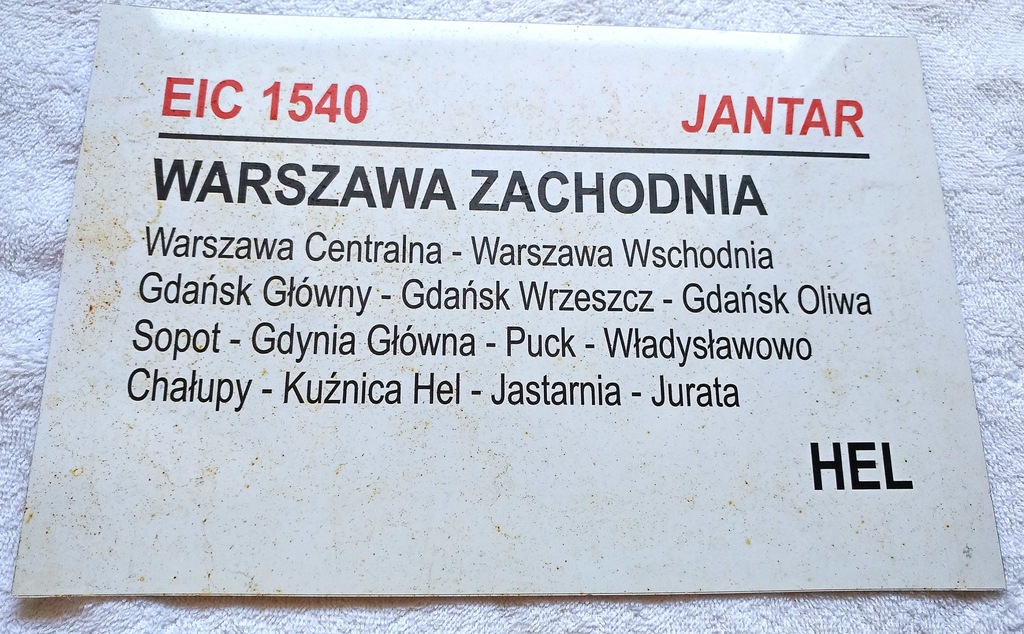 EIC 1540 JANTAR
WARSZAWA ZACHODNIA
Warszawa Centralna - Warszawa Wschodnia
Gdańsk Główny - Gdańsk Wrzeszcz - Gdańsk Oliwa
Sopot - Gdynia Główna - Puck - Władysławowo
Chałupy - Kuźnica Hel - Jastarnia - Jurata
HEL